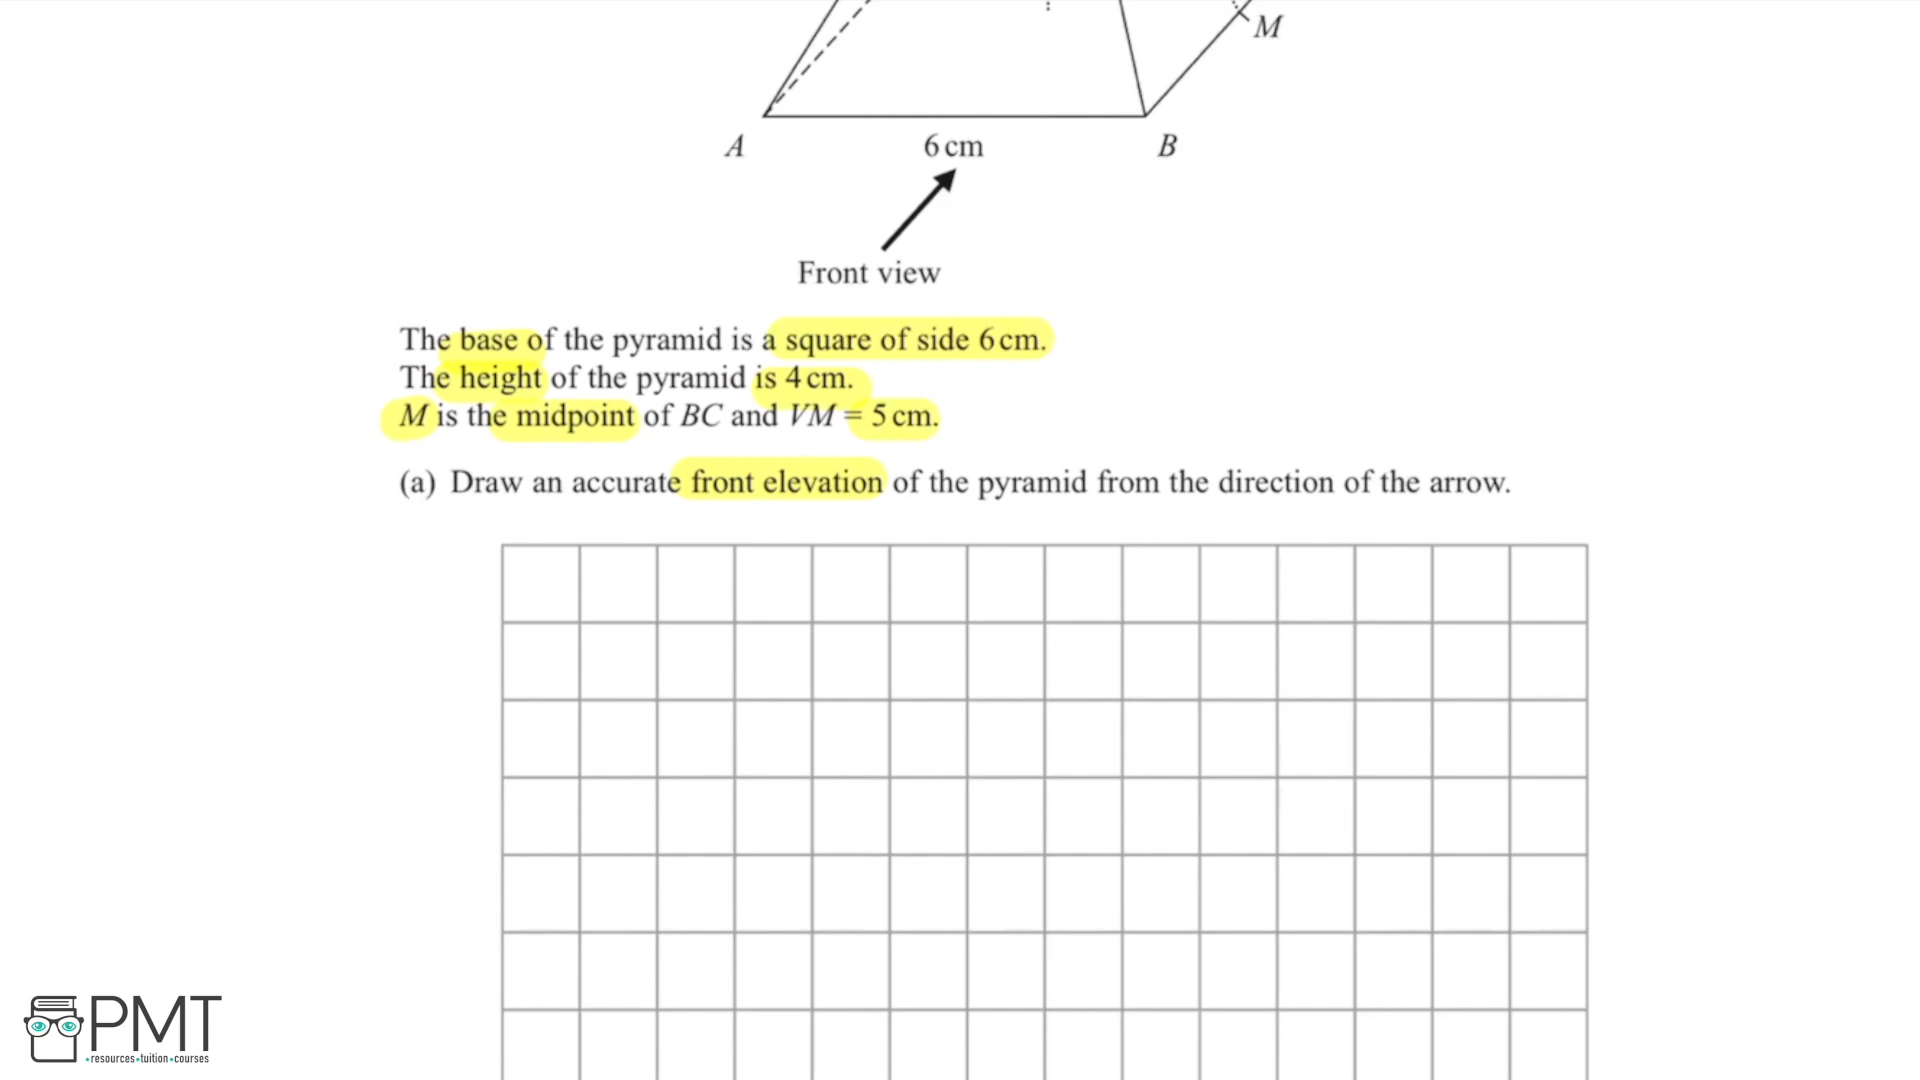 M
A
6 cm
B
Front view
The base of the pyramid is a square of side 6 cm.
The height of the pyramid is 4 cm.
M is the midpoint of BC and VM = 5 cm.
(a) Draw an accurate front elevation of the pyramid from the direction of the arrow.
PMT
•resources•tuition•courses